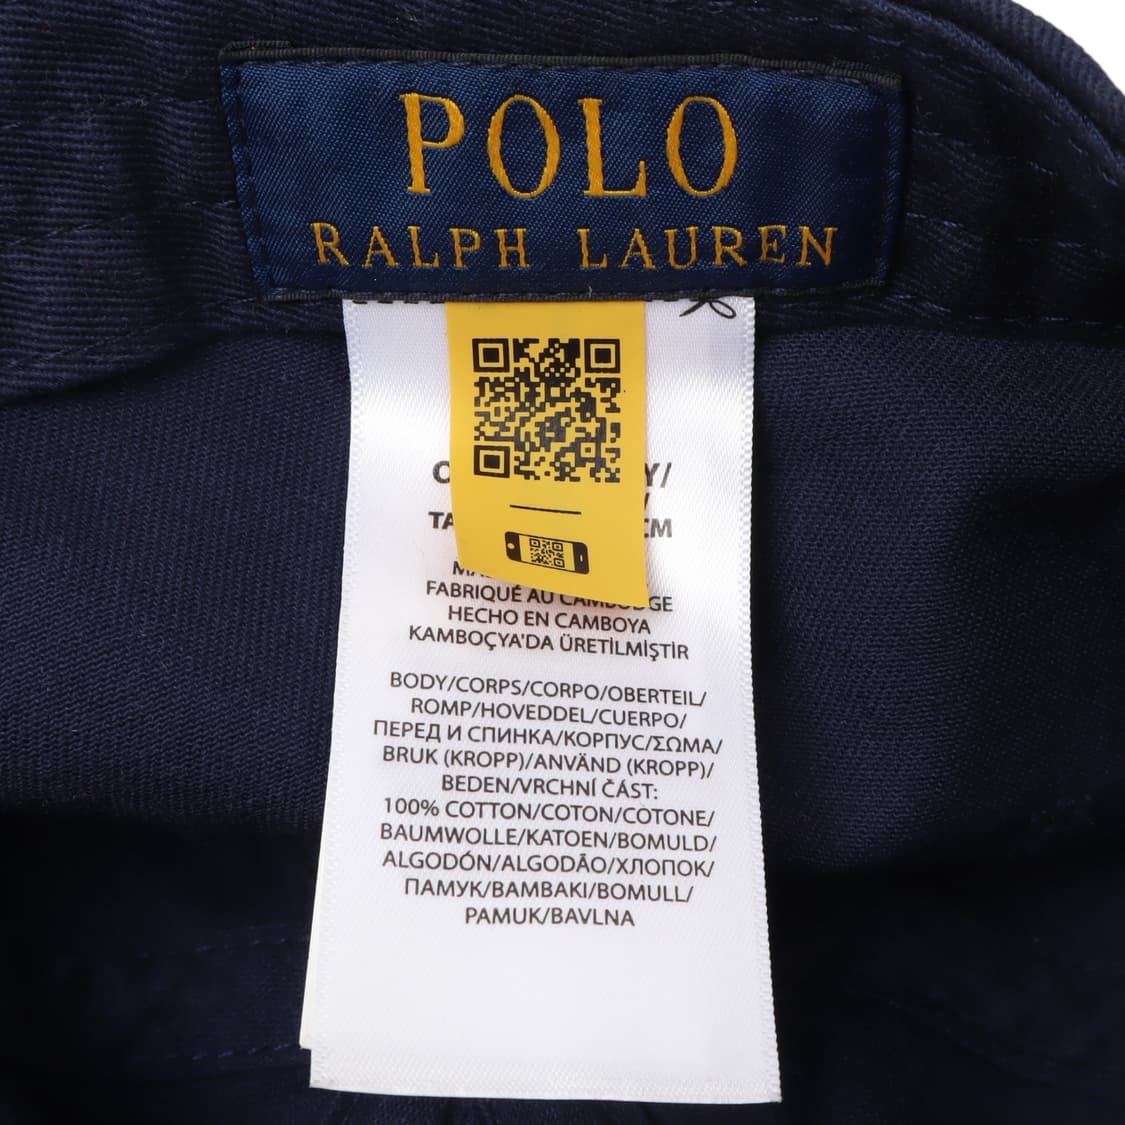 POLO
RALPH LAUREN
FABRIQUÉ AU CAMBODGE
HECHO EN CAMBOYA
KAMBOÇYA'DA ÜRETİLMİŞTİR
BODY/CORPS/CORPO/OBERTEIL/
ROMP/HOVEDDEL/CUERPO/
ПЕРЕД И СПИНКА/КОРПУС/ΣΩΜΑ/
BRUK (KROPP)/ANVÄND (KROPP)/
BEDEN/VRCHNÍ ČÁST:
100% COTTON/COTON/COTONE/
BAUMWOLLE/KATOEN/BOMULD/
ALGODÓN/ALGODÃO/ХЛОПОК/
ПАМУК/BAMBAKI/BOMULL/
PAMUK/BAVLNA